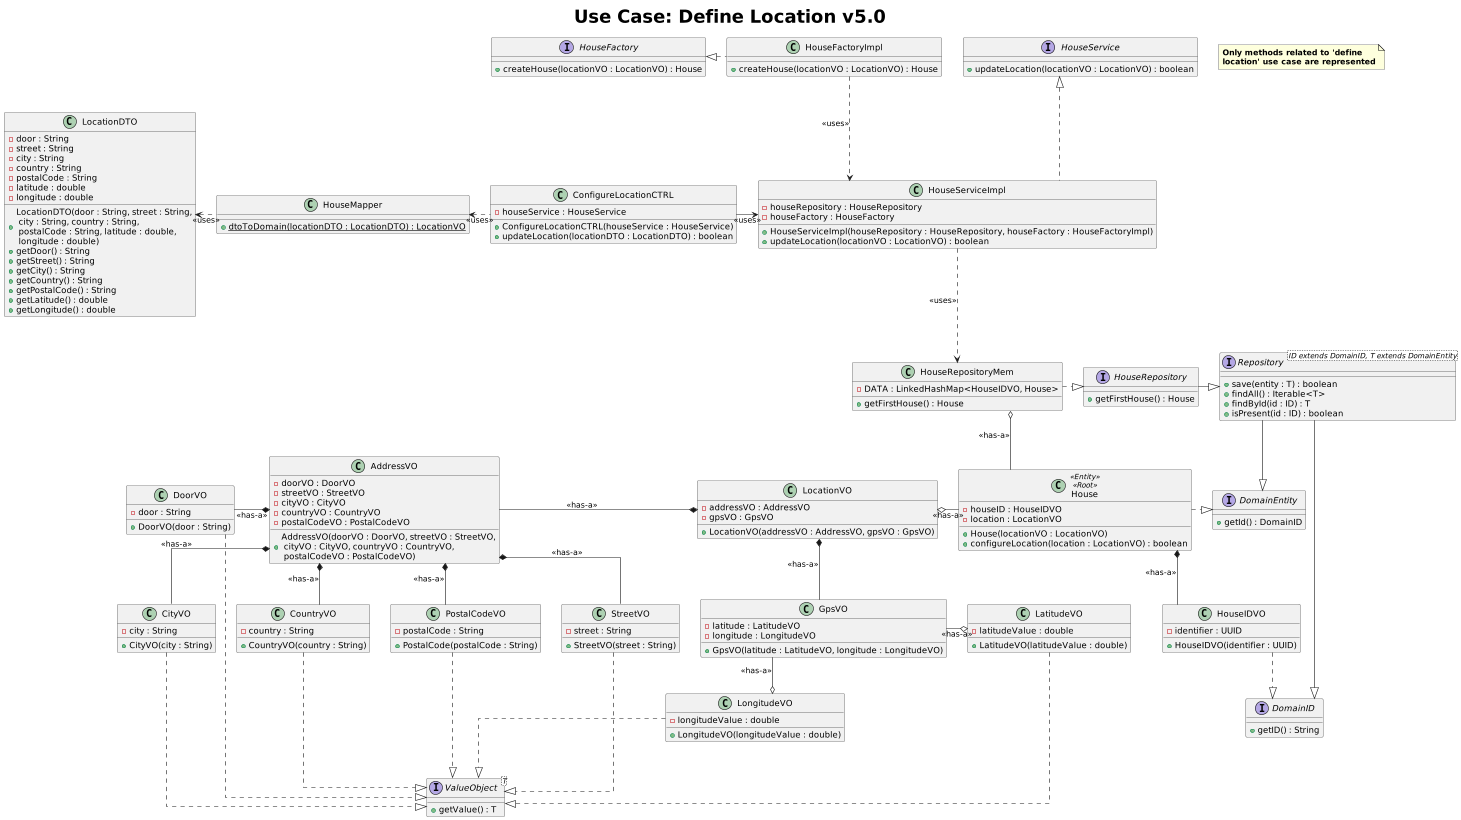 Use Case: Define Location v5.0
I HouseFactory
createHouse(locationVO : LocationVO) : House
C HouseFactoryImpl
createHouse(locationVO : LocationVO) : House
I HouseService
updateLocation(locationVO : LocationVO) : boolean
Only methods related to 'define
location' use case are represented
«uses»
C LocationDTO
door : String
street : String
city : String
country : String
postalCode : String
latitude : double
longitude : double
LocationDTO(door : String, street : String,
city : String, country : String,
postalCode : String, latitude : double,
longitude : double)
getDoor() : String
getStreet() : String
getCity() : String
getCountry() : String
getPostalCode() : String
getLatitude() : double
getLongitude() : double
«uses»
C HouseMapper
dtoToDomain(locationDTO : LocationDTO) : LocationVO
«uses»
C ConfigureLocationCTRL
houseService : HouseService
ConfigureLocationCTRL(houseService : HouseService)
updateLocation(locationDTO : LocationDTO) : boolean
«uses»
C HouseServiceImpl
houseRepository : HouseRepository
houseFactory : HouseFactory
HouseServiceImpl(houseRepository : HouseRepository, houseFactory : HouseFactoryImpl)
updateLocation(locationVO : LocationVO) : boolean
«uses»
C HouseRepositoryMem
DATA : LinkedHashMap<HouseIDVO, House>
getFirstHouse() : House
I HouseRepository
getFirstHouse() : House
I Repository
ID extends DomainID, T extends DomainEntity
save(entity : T) : boolean
findAll() : Iterable<T>
findById(id : ID) : T
isPresent(id : ID) : boolean
«has-a»
C DoorVO
door : String
DoorVO(door : String)
«has-a»
C AddressVO
doorVO : DoorVO
streetVO : StreetVO
cityVO : CityVO
countryVO : CountryVO
postalCodeVO : PostalCodeVO
AddressVO(doorVO : DoorVO, streetVO : StreetVO,
cityVO : CityVO, countryVO : CountryVO,
postalCodeVO : PostalCodeVO)
«has-a»
C LocationVO
addressVO : AddressVO
gpsVO : GpsVO
LocationVO(addressVO : AddressVO, gpsVO : GpsVO)
«has-a»
«Entity»
«Root»
C House
houseID : HouseIDVO
location : LocationVO
House(locationVO : LocationVO)
configureLocation(location : LocationVO) : boolean
I DomainEntity
getId() : DomainID
«has-a»
«has-a»
«has-a»
«has-a»
«has-a»
«has-a»
C CityVO
city : String
CityVO(city : String)
C CountryVO
country : String
CountryVO(country : String)
C PostalCodeVO
postalCode : String
PostalCode(postalCode : String)
C StreetVO
street : String
StreetVO(street : String)
C GpsVO
latitude : LatitudeVO
longitude : LongitudeVO
GpsVO(latitude : LatitudeVO, longitude : LongitudeVO)
«has-a»
C LatitudeVO
latitudeValue : double
LatitudeVO(latitudeValue : double)
C HouseIDVO
identifier : UUID
HouseIDVO(identifier : UUID)
«has-a»
C LongitudeVO
longitudeValue : double
LongitudeVO(longitudeValue : double)
I DomainID
getID() : String
I ValueObject
T
getValue() : T